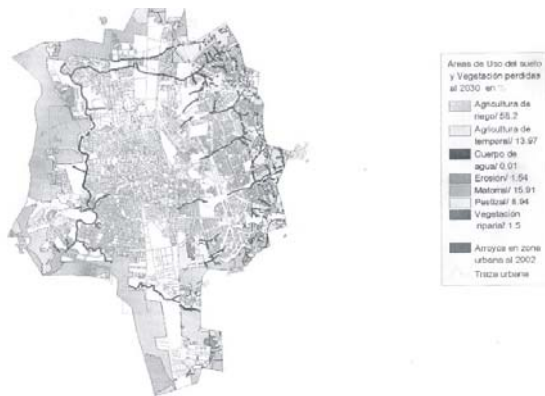 Areas de Uso del suelo
y Vegetación perdidas
al 2030 en %
Agricultura de
riego/ 58.2
Agricultura de
temporal/ 13.97
Cuerpo de
agua/ 0.01
Erosión/ 1.54
Matorral/ 15.91
Pastizal/ 8.94
Vegetación
riparia/ 1.5
Arroyos en zona
urbana al 2002
Traza urbana